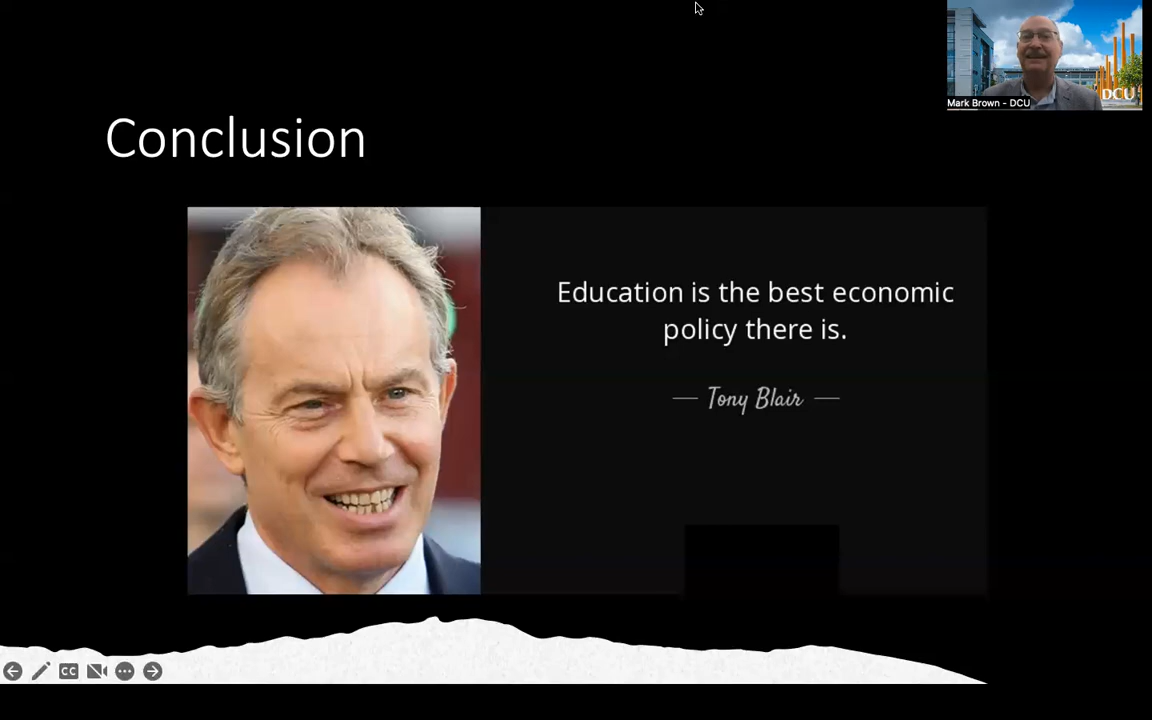 DCU
Mark Brown - DCU
Conclusion
Education is the best economic
policy there is.
— Tony Blair —
CC